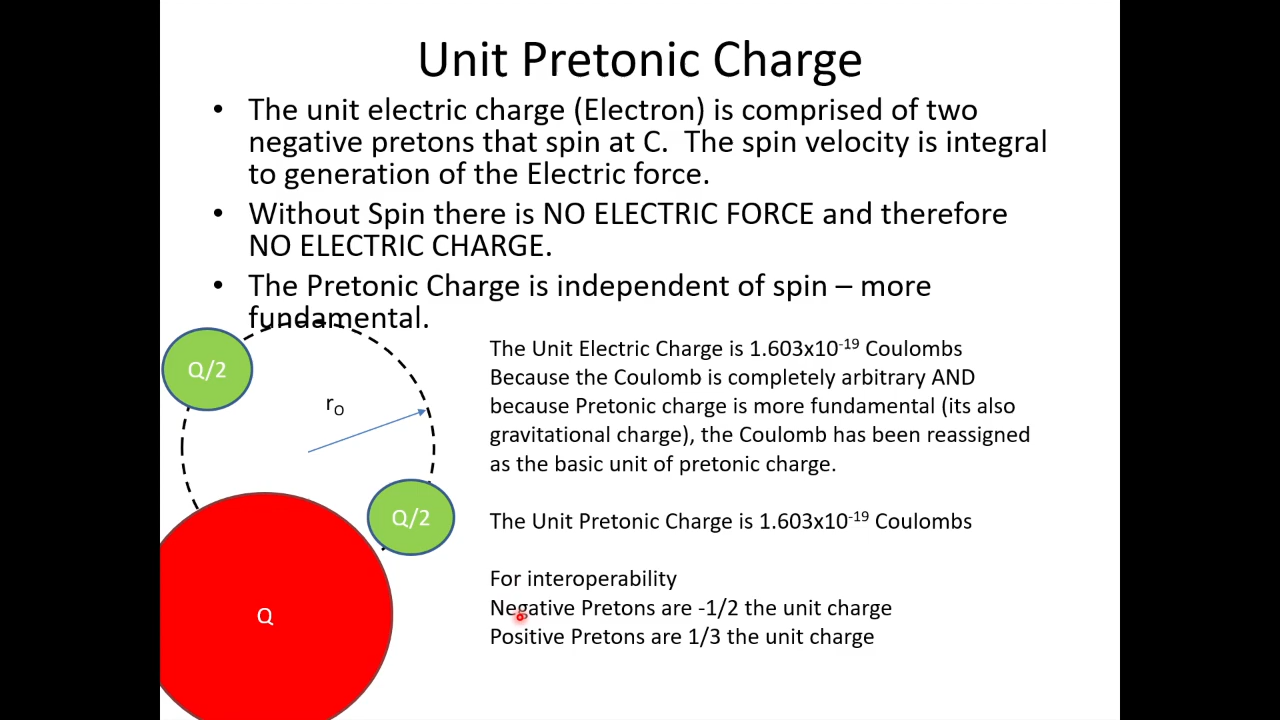 Unit Pretonic Charge
• The unit electric charge (Electron) is comprised of two
negative pretons that spin at C. The spin velocity is integral
to generation of the Electric force.
• Without Spin there is NO ELECTRIC FORCE and therefore
NO ELECTRIC CHARGE.
• The Pretonic Charge is independent of spin – more
fundamental.
Q/2
r₀
Q/2
Q
The Unit Electric Charge is 1.603x10⁻¹⁹ Coulombs
Because the Coulomb is completely arbitrary AND
because Pretonic charge is more fundamental (its also
gravitational charge), the Coulomb has been reassigned
as the basic unit of pretonic charge.
The Unit Pretonic Charge is 1.603x10⁻¹⁹ Coulombs
For interoperability
Negative Pretons are -1/2 the unit charge
Positive Pretons are 1/3 the unit charge